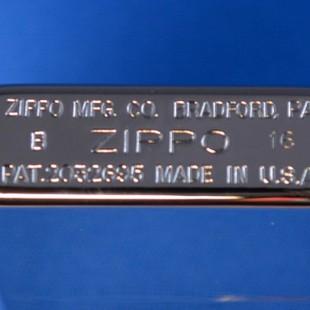 ZIPPO MFG. CO. BRADFORD, PA
B ZIPPO 16
PAT.2032695 MADE IN U.S.A